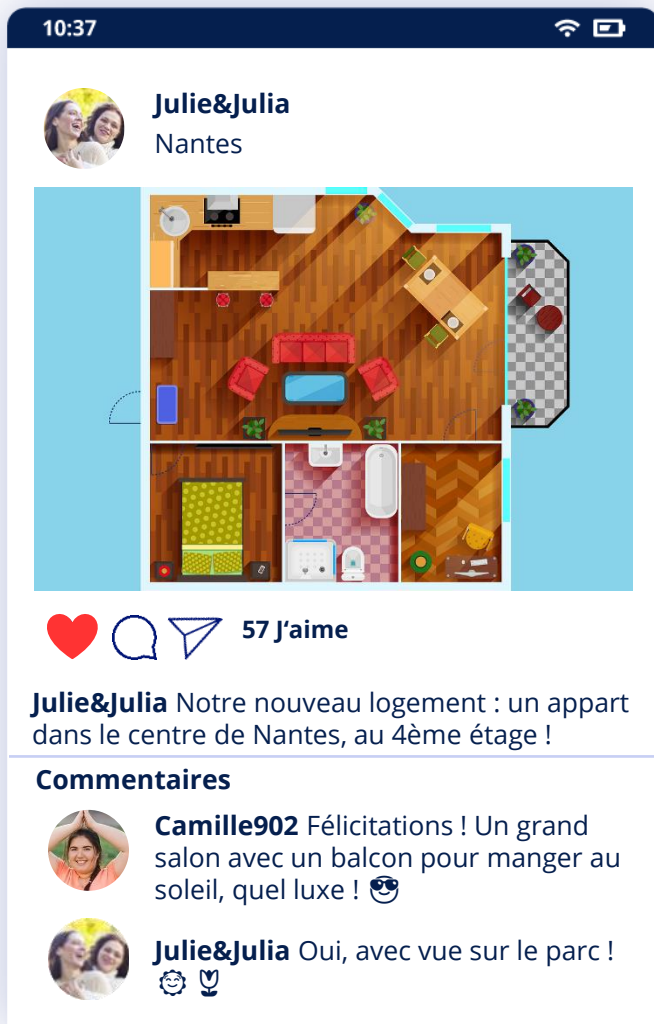 10:37
Julie&Julia
Nantes
57 J‘aime
Julie&Julia Notre nouveau logement : un appart
dans le centre de Nantes, au 4ème étage !
Commentaires
Camille902 Félicitations ! Un grand
salon avec un balcon pour manger au
soleil, quel luxe ! 😎
Julie&Julia Oui, avec vue sur le parc !
🌞 🌷